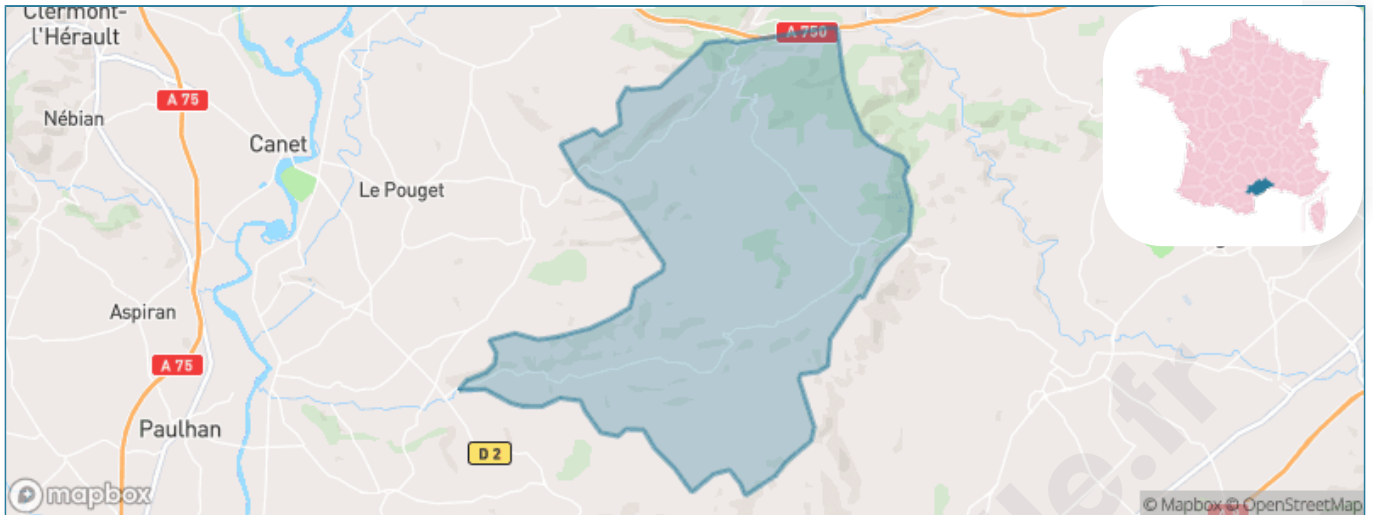 Clermont-
l'Hérault
A 750
A 75
Nébian
Canet
Le Pouget
Aspiran
A 75
Paulhan
D 2
mapbox
© Mapbox © OpenStreetMap